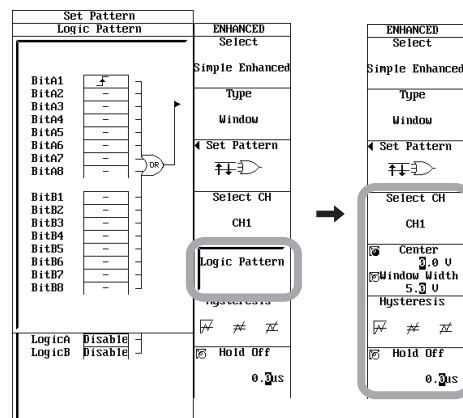 Set Pattern
Logic Pattern
BitA1
BitA2 -
BitA3 -
BitA4 -
BitA5 -
BitA6 -
BitA7 -
BitA8 -
OR
BitB1 -
BitB2 -
BitB3 -
BitB4 -
BitB5 -
BitB6 -
BitB7 -
BitB8 -
LogicA Disable
LogicB Disable
ENHANCED
Select
Simple Enhanced
Type
Window
Set Pattern
Select CH
CH1
Logic Pattern
Hysteresis
Hold Off
0.0us
ENHANCED
Select
Simple Enhanced
Type
Window
Set Pattern
Select CH
CH1
Center
0.0 V
Window Width
5.0 V
Hysteresis
Hold Off
0.0us